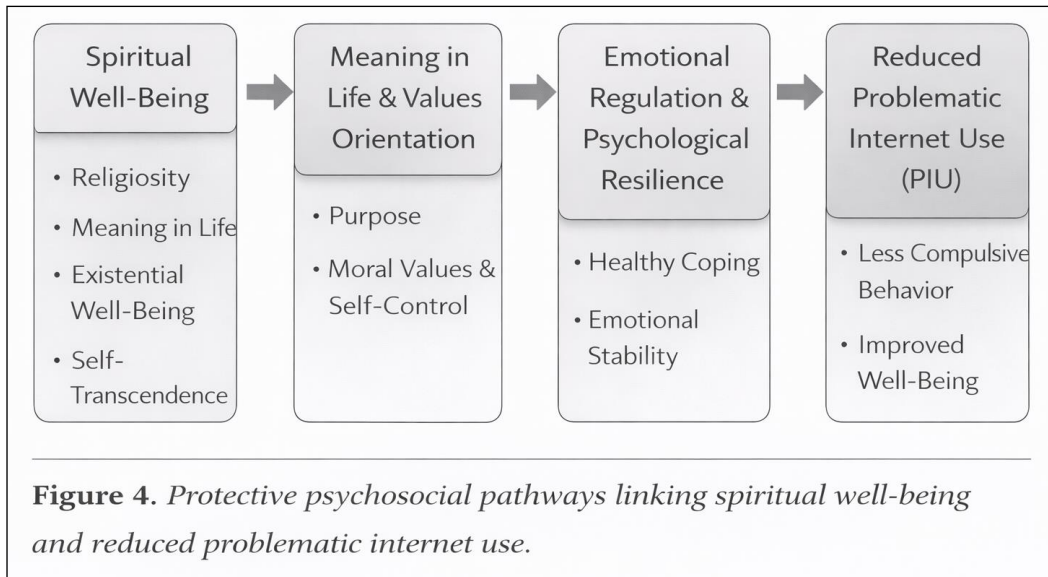 Spiritual
Well-Being
• Religiosity
• Meaning in Life
• Existential
Well-Being
• Self-
Transcendence
Meaning in
Life & Values
Orientation
• Purpose
• Moral Values &
Self-Control
Emotional
Regulation &
Psychological
Resilience
• Healthy Coping
• Emotional
Stability
Reduced
Problematic
Internet Use
(PIU)
• Less Compulsive
Behavior
• Improved
Well-Being
Figure 4. Protective psychosocial pathways linking spiritual well-being
and reduced problematic internet use.